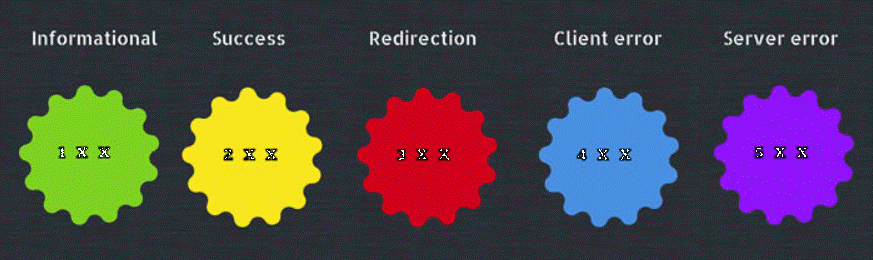 Informational Success Redirection Client error Server error
1 X X 2 X X 3 X X 4 X X 5 X X